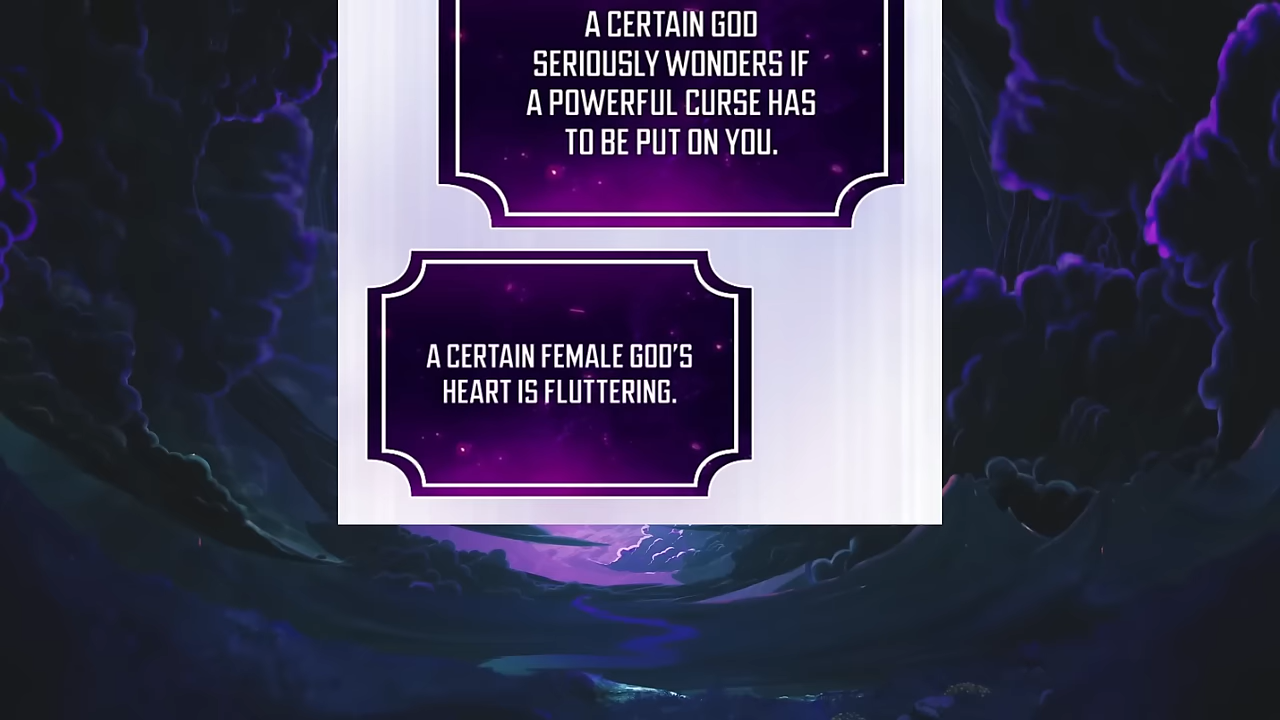 A CERTAIN GOD
SERIOUSLY WONDERS IF
A POWERFUL CURSE HAS
TO BE PUT ON YOU.
A CERTAIN FEMALE GOD'S
HEART IS FLUTTERING.